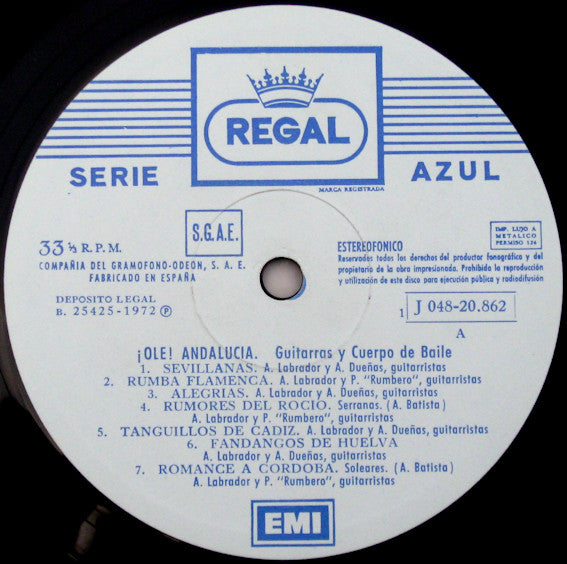 REGAL
SERIE AZUL
MARCA REGISTRADA
33⅓ R.P.M.
S.G.A.E.
COMPAÑIA DEL GRAMOFONO-ODEON, S. A. E.
FABRICADO EN ESPAÑA
DEPOSITO LEGAL
B. 25425-1972 Ⓟ
IMP. LUJO A
METALICO
PERMISO 126
ESTEREOFONICO
Reservados todos los derechos del productor fonográfico y del
propietario de la obra impresionada. Prohibida la reproducción
y utilización de este disco para ejecución pública y radiodifusión
1 J 048-20.862
A
¡OLE! ANDALUCIA. Guitarras y Cuerpo de Baile
1. SEVILLANAS. A. Labrador y A. Dueñas, guitarristas
2. RUMBA FLAMENCA. A. Labrador y P. "Rumbero", guitarristas
3. ALEGRIAS. A. Labrador y A. Dueñas, guitarristas
4. RUMORES DEL ROCIO. Serranas. (A. Batista)
A. Labrador y P. "Rumbero", guitarristas
5. TANGUILLOS DE CADIZ. A. Labrador y A. Dueñas, guitarristas
6. FANDANGOS DE HUELVA
A. Labrador y A. Dueñas, guitarristas
7. ROMANCE A CORDOBA. Soleares. (A. Batista)
A. Labrador y P. "Rumbero", guitarristas
EMI